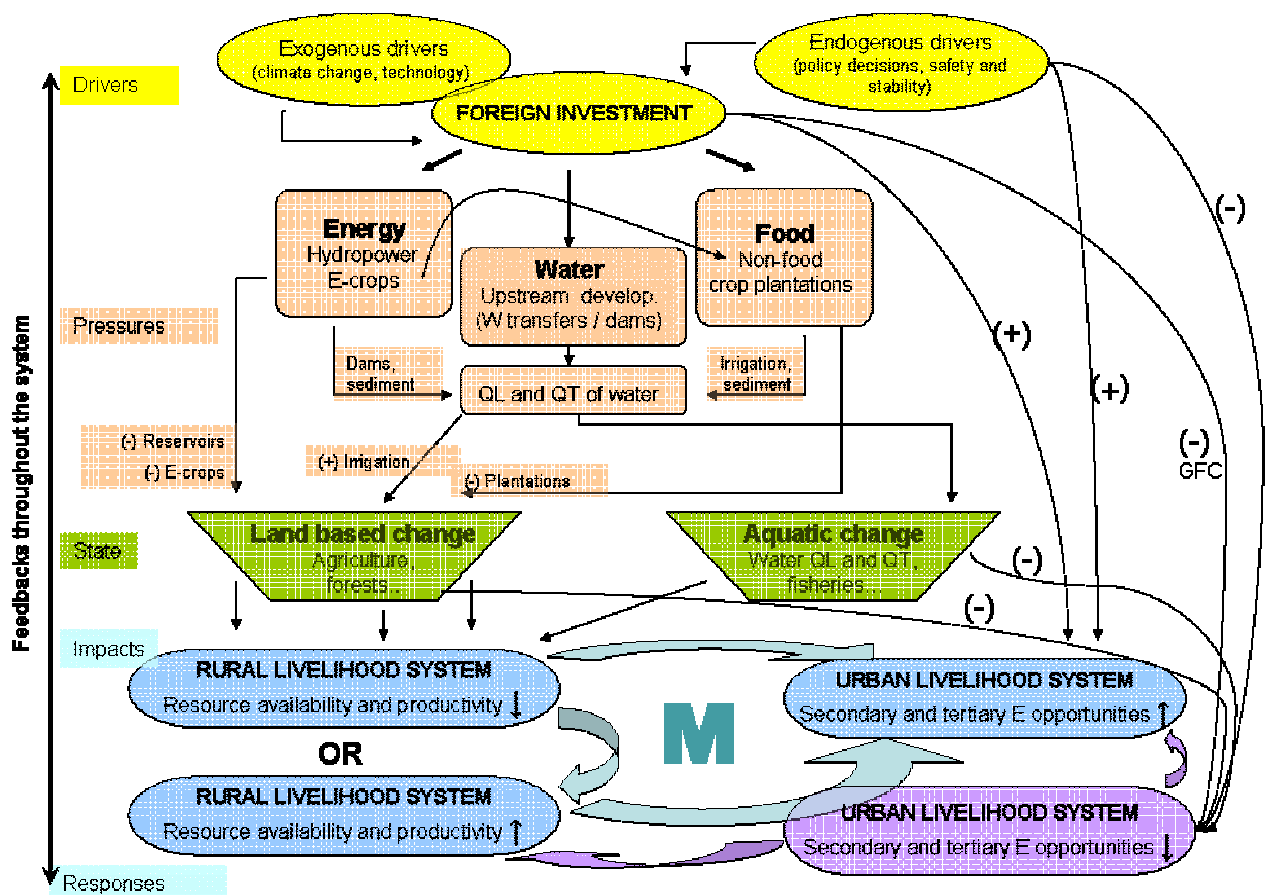 Exogenous drivers
(climate change, technology)
Endogenous drivers
(policy decisions, safety and
stability)
Drivers
FOREIGN INVESTMENT
Energy
Hydropower
E-crops
Water
Upstream develop.
(W transfers / dams)
Food
Non-food
crop plantations
(-)
Pressures
(+)
(+)
Dams,
sediment
QL and QT of water
Irrigation,
sediment
(-) Reservoirs
(-) E-crops
(+) Irrigation
(-) Plantations
(-)
GFC
Feedbacks throughout the system
State
Land based change
Agriculture,
forests..
Aquatic change
Water QL and QT,
fisheries...
(-)
(-)
Impacts
RURAL LIVELIHOOD SYSTEM
Resource availability and productivity ↓
URBAN LIVELIHOOD SYSTEM
Secondary and tertiary E opportunities ↑
M
OR
RURAL LIVELIHOOD SYSTEM
Resource availability and productivity ↑
URBAN LIVELIHOOD SYSTEM
Secondary and tertiary E opportunities ↓
Responses